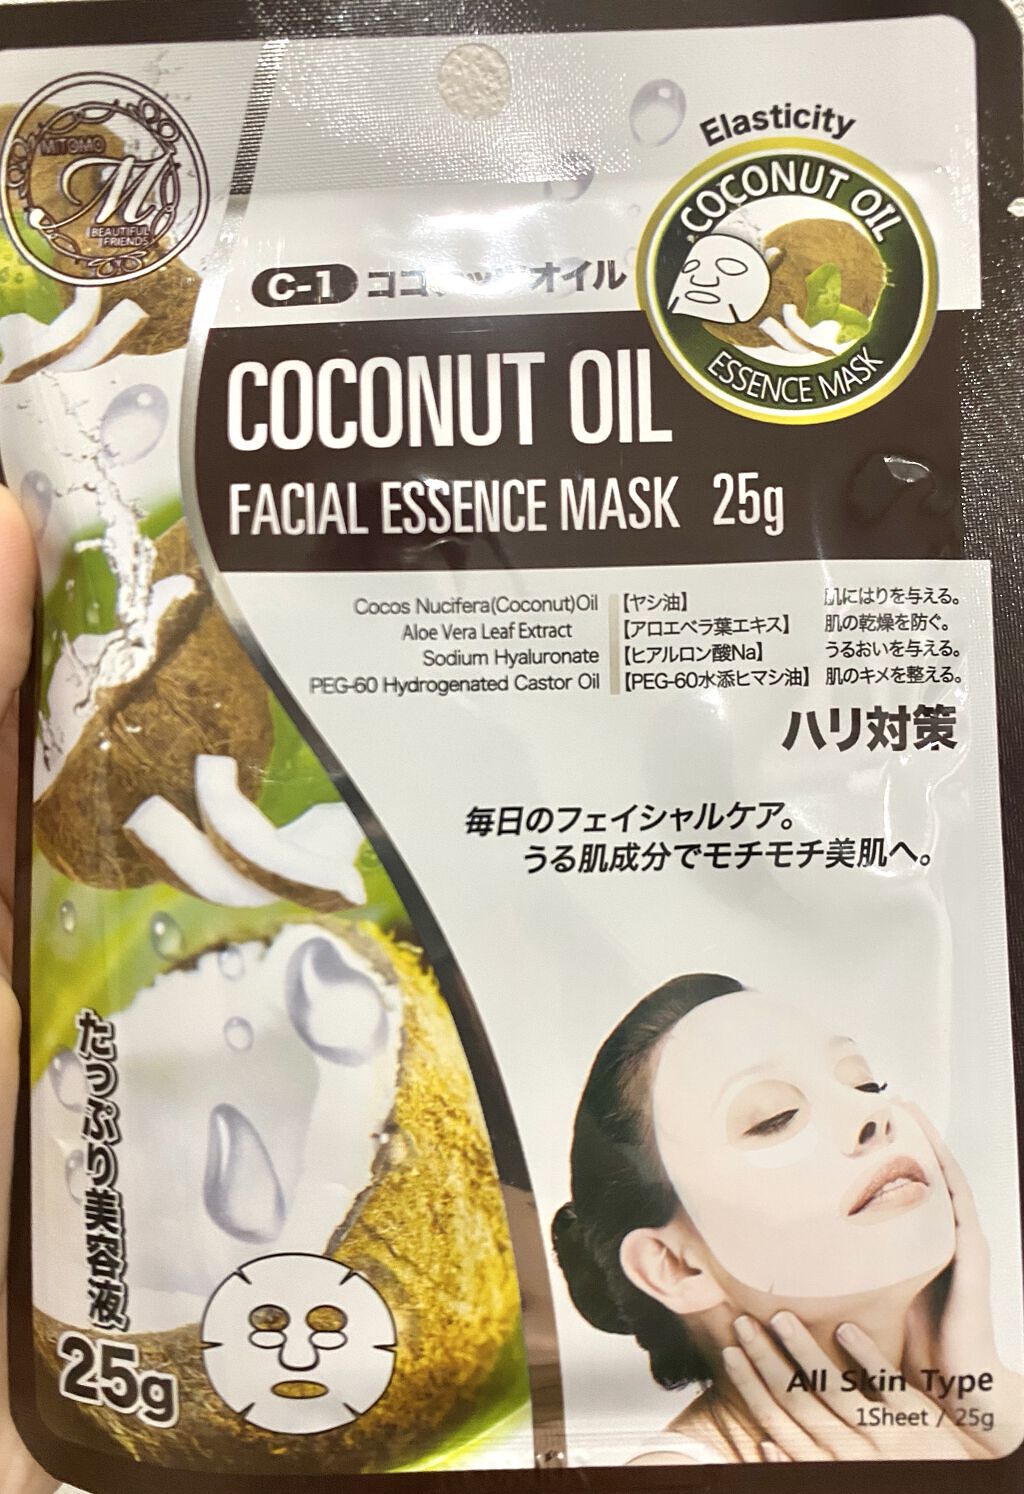 MITOMO
M
BEAUTIFUL
FRIENDS
Elasticity
COCONUT OIL
ESSENCE MASK
C-1 ココナッツオイル
COCONUT OIL
FACIAL ESSENCE MASK 25g
Cocos Nucifera(Coconut)Oil 【ヤシ油】 肌にはりを与える。
Aloe Vera Leaf Extract 【アロエベラ葉エキス】 肌の乾燥を防ぐ。
Sodium Hyaluronate 【ヒアルロン酸Na】 うるおいを与える。
PEG-60 Hydrogenated Castor Oil 【PEG-60水添ヒマシ油】 肌のキメを整える。
ハリ対策
毎日のフェイシャルケア。
うる肌成分でモチモチ美肌へ。
たっぷり美容液
25g
All Skin Type
1Sheet / 25g